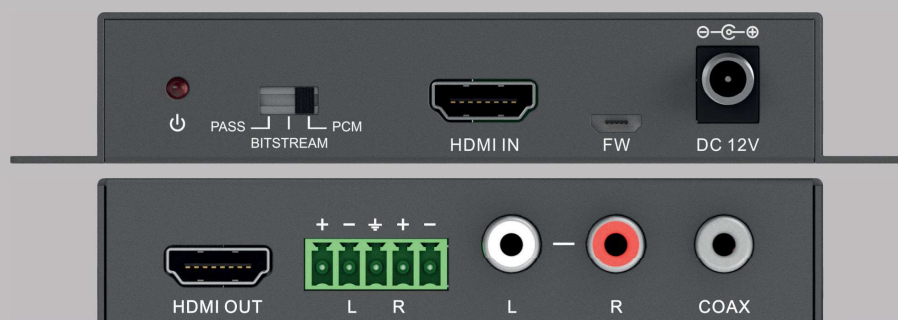 PASS PCM
BITSTREAM
HDMI IN
FW
DC 12V
+ − ⏚ + −
HDMI OUT
L R
L
R
COAX